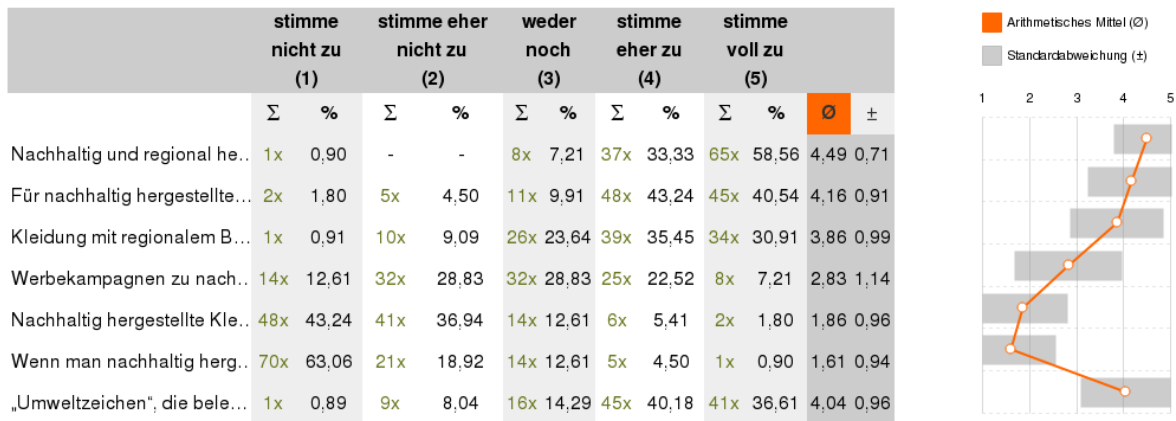 stimme nicht zu (1) stimme eher nicht zu (2) weder noch (3) stimme eher zu (4) stimme voll zu (5)
Σ % Σ % Σ % Σ % Σ % Ø ±
Nachhaltig und regional he... 1x 0,90 - - 8x 7,21 37x 33,33 65x 58,56 4,49 0,71
Für nachhaltig hergestellte... 2x 1,80 5x 4,50 11x 9,91 48x 43,24 45x 40,54 4,16 0,91
Kleidung mit regionalem B... 1x 0,91 10x 9,09 26x 23,64 39x 35,45 34x 30,91 3,86 0,99
Werbekampagnen zu nach.. 14x 12,61 32x 28,83 32x 28,83 25x 22,52 8x 7,21 2,83 1,14
Nachhaltig hergestellte Kle.. 48x 43,24 41x 36,94 14x 12,61 6x 5,41 2x 1,80 1,86 0,96
Wenn man nachhaltig herg.. 70x 63,06 21x 18,92 14x 12,61 5x 4,50 1x 0,90 1,61 0,94
„Umweltzeichen“, die bele... 1x 0,89 9x 8,04 16x 14,29 45x 40,18 41x 36,61 4,04 0,96
Arithmetisches Mittel (Ø)
Standardabweichung (±)
1 2 3 4 5